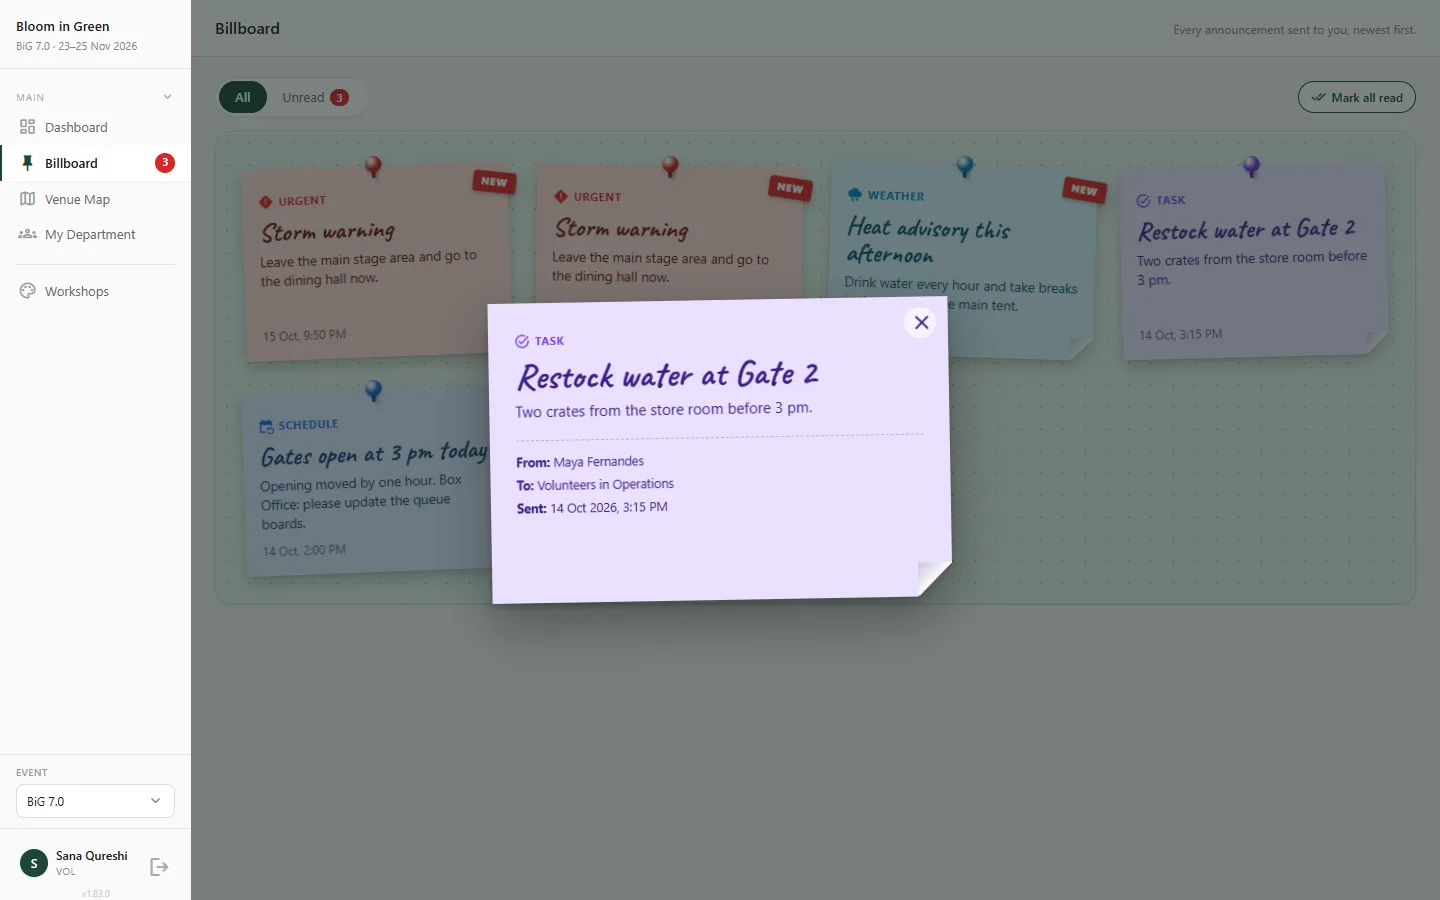 Bloom in Green
BiG 7.0 · 23–25 Nov 2026
MAIN
Dashboard
Billboard 3
Venue Map
My Department
Workshops
EVENT
BiG 7.0
S
Sana Qureshi
VOL
v1.83.0
Billboard
Every announcement sent to you, newest first.
All
Unread 3
Mark all read
NEW
URGENT
Storm warning
Leave the main stage area and go to
the dining hall now.
15 Oct, 9:50 PM
NEW
URGENT
Storm warning
Leave the main stage area and go to
the dining hall now.
NEW
WEATHER
Heat advisory this
afternoon
Drink water every hour and take breaks
main tent.
TASK
Restock water at Gate 2
Two crates from the store room before
3 pm.
14 Oct, 3:15 PM
SCHEDULE
Gates open at 3 pm today
Opening moved by one hour. Box
Office: please update the queue
boards.
14 Oct, 2:00 PM
TASK
Restock water at Gate 2
Two crates from the store room before 3 pm.
From: Maya Fernandes
To: Volunteers in Operations
Sent: 14 Oct 2026, 3:15 PM